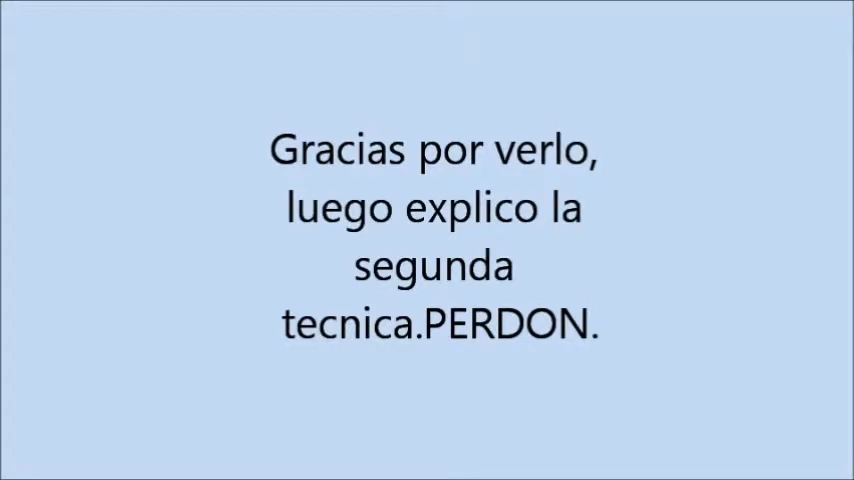 Gracias por verlo,
luego explico la
segunda
tecnica.PERDON.